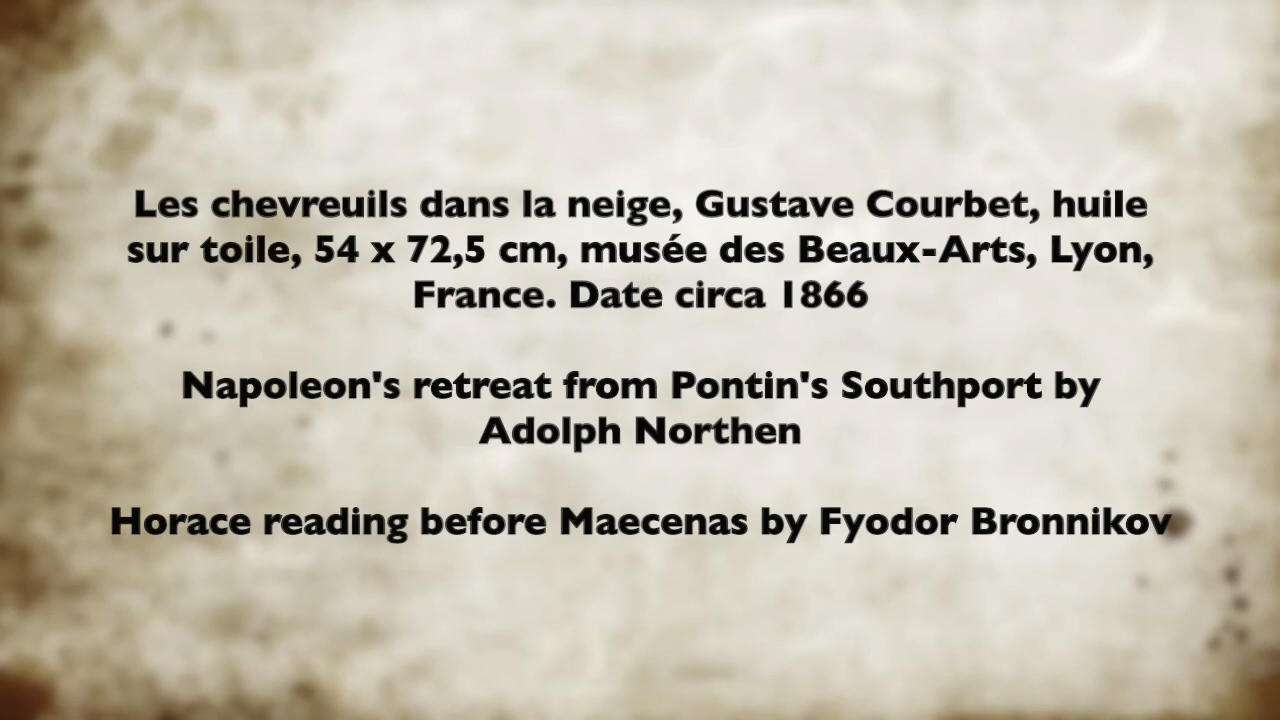 Les chevreuils dans la neige, Gustave Courbet, huile
sur toile, 54 x 72,5 cm, musée des Beaux-Arts, Lyon,
France. Date circa 1866
Napoleon's retreat from Pontin's Southport by
Adolph Northen
Horace reading before Maecenas by Fyodor Bronnikov